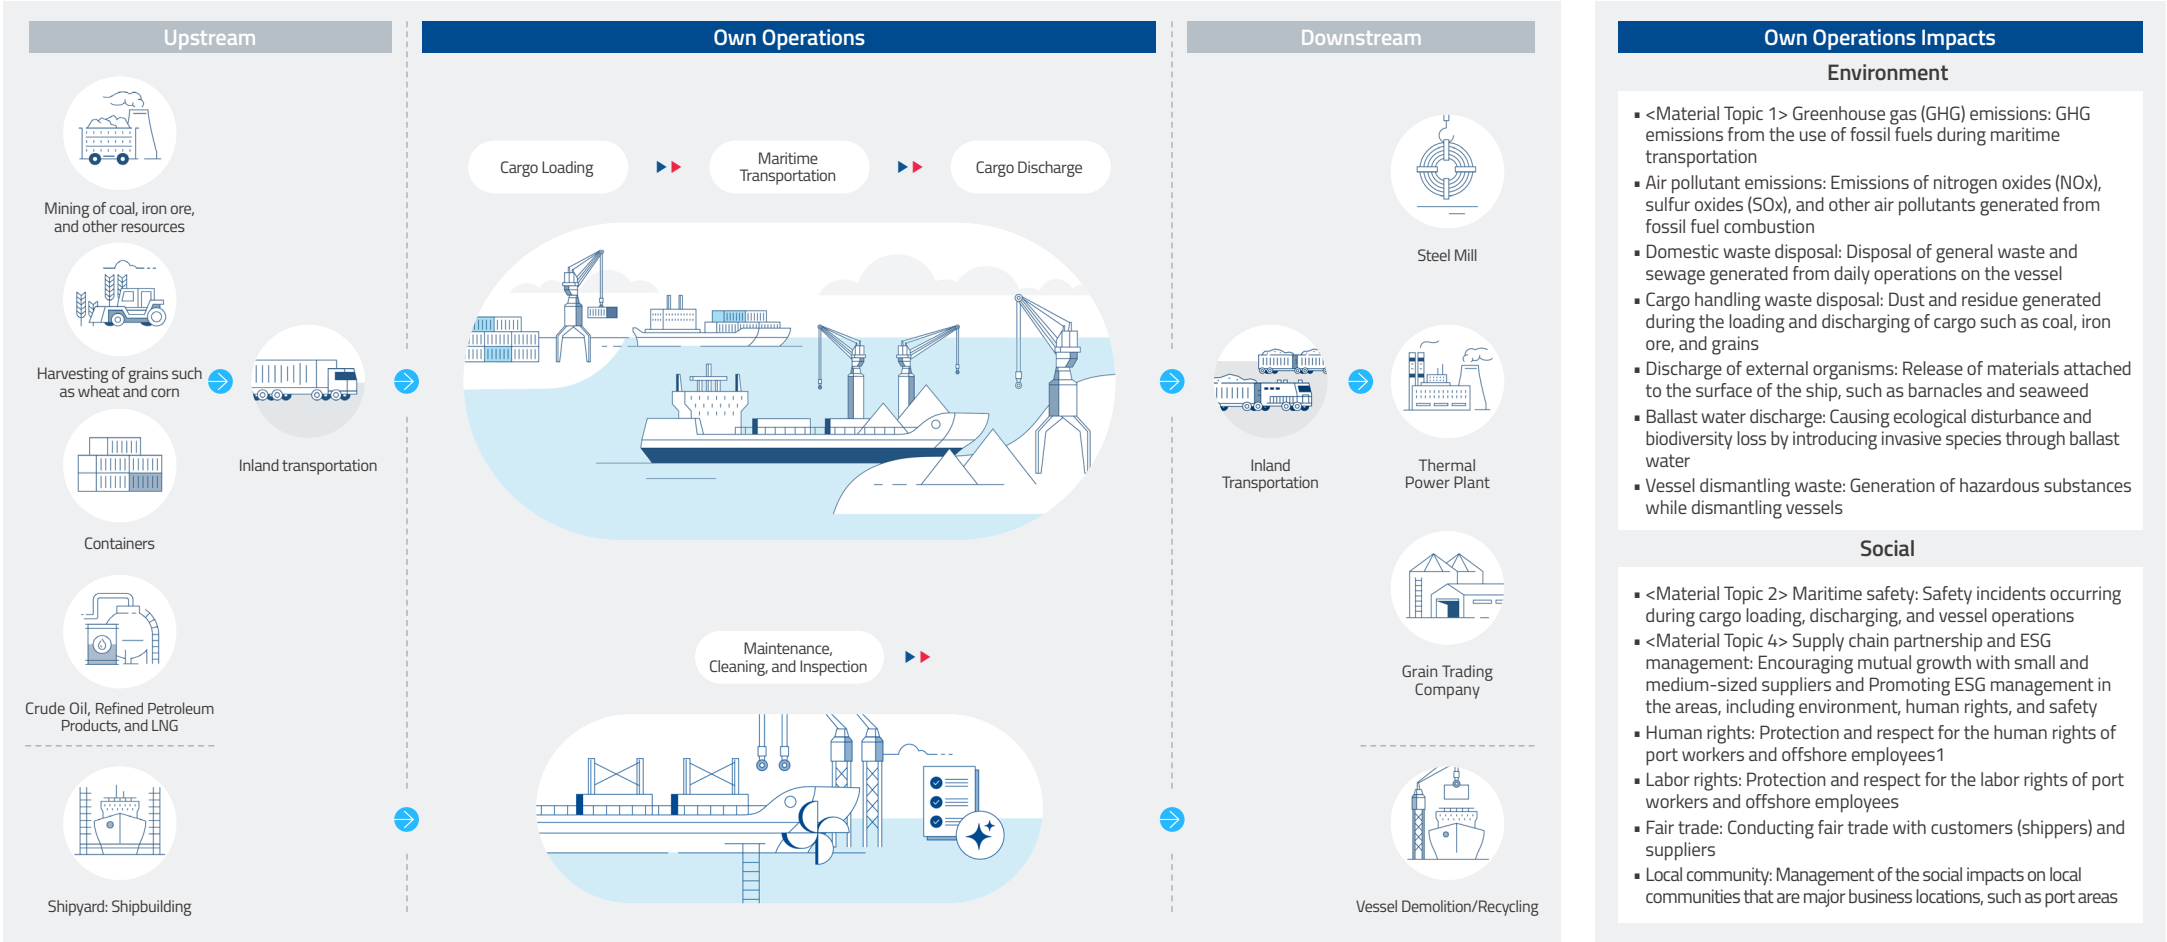 Upstream
Mining of coal, iron ore,
and other resources
Harvesting of grains such
as wheat and corn
Containers
Crude Oil, Refined Petroleum
Products, and LNG
Shipyard: Shipbuilding
Inland transportation
Own Operations
Cargo Loading
Maritime
Transportation
Cargo Discharge
Maintenance,
Cleaning, and Inspection
Downstream
Inland
Transportation
Steel Mill
Thermal
Power Plant
Grain Trading
Company
Vessel Demolition/Recycling
Own Operations Impacts
Environment
▪ <Material Topic 1> Greenhouse gas (GHG) emissions: GHG
emissions from the use of fossil fuels during maritime
transportation
▪ Air pollutant emissions: Emissions of nitrogen oxides (NOx),
sulfur oxides (SOx), and other air pollutants generated from
fossil fuel combustion
▪ Domestic waste disposal: Disposal of general waste and
sewage generated from daily operations on the vessel
▪ Cargo handling waste disposal: Dust and residue generated
during the loading and discharging of cargo such as coal, iron
ore, and grains
▪ Discharge of external organisms: Release of materials attached
to the surface of the ship, such as barnacles and seaweed
▪ Ballast water discharge: Causing ecological disturbance and
biodiversity loss by introducing invasive species through ballast
water
▪ Vessel dismantling waste: Generation of hazardous substances
while dismantling vessels
Social
▪ <Material Topic 2> Maritime safety: Safety incidents occurring
during cargo loading, discharging, and vessel operations
▪ <Material Topic 4> Supply chain partnership and ESG
management: Encouraging mutual growth with small and
medium-sized suppliers and Promoting ESG management in
the areas, including environment, human rights, and safety
▪ Human rights: Protection and respect for the human rights of
port workers and offshore employees1
▪ Labor rights: Protection and respect for the labor rights of port
workers and offshore employees
▪ Fair trade: Conducting fair trade with customers (shippers) and
suppliers
▪ Local community: Management of the social impacts on local
communities that are major business locations, such as port areas